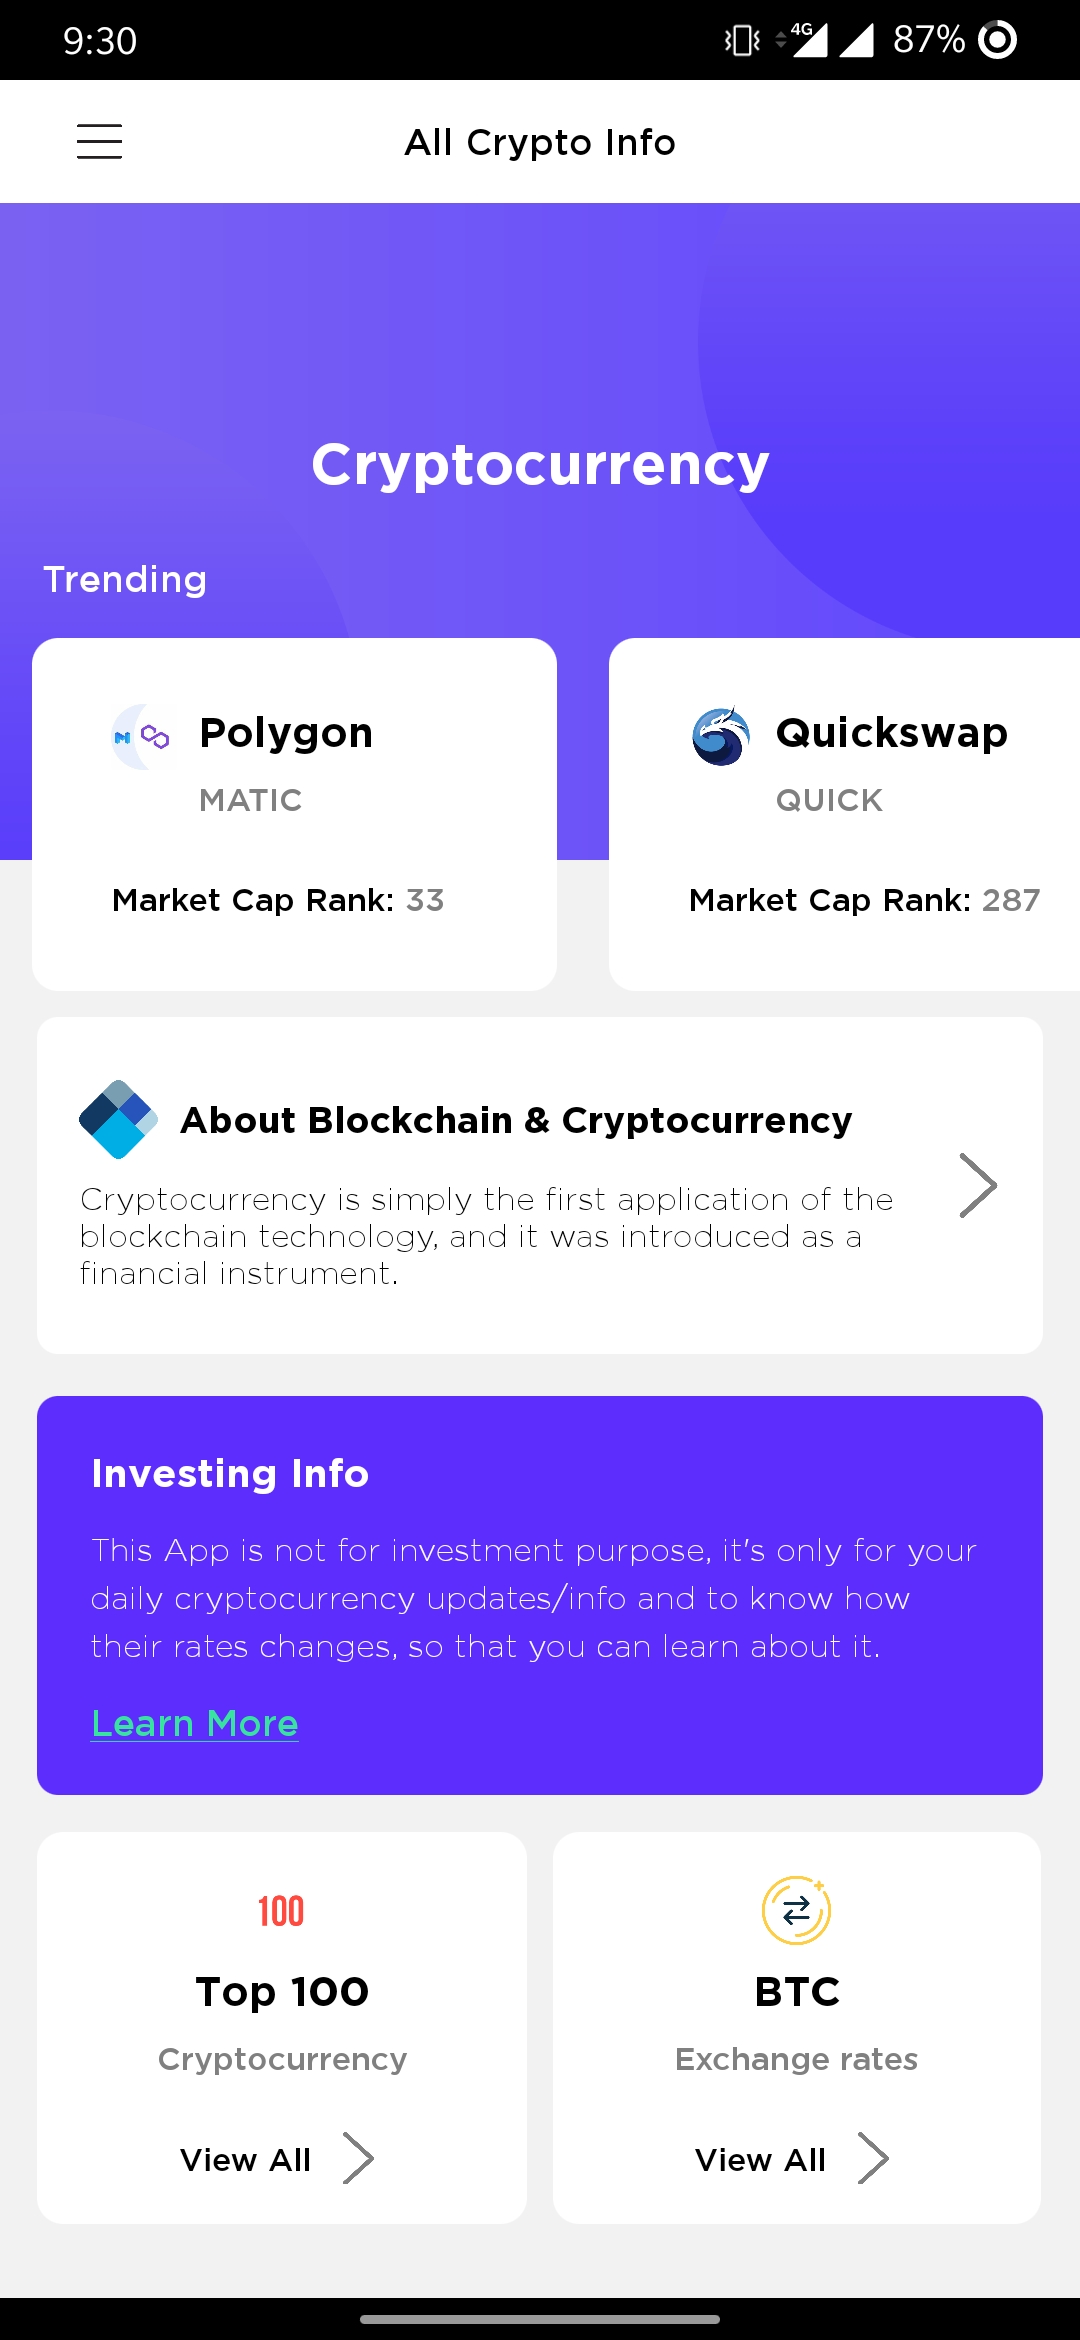 9:30
4G
87%
All Crypto Info
Cryptocurrency
Trending
Polygon
MATIC
Market Cap Rank: 33
Quickswap
QUICK
Market Cap Rank: 287
About Blockchain & Cryptocurrency
Cryptocurrency is simply the first application of the
blockchain technology, and it was introduced as a
financial instrument.
Investing Info
This App is not for investment purpose, it's only for your
daily cryptocurrency updates/info and to know how
their rates changes, so that you can learn about it.
Learn More
100
Top 100
Cryptocurrency
View All
BTC
Exchange rates
View All